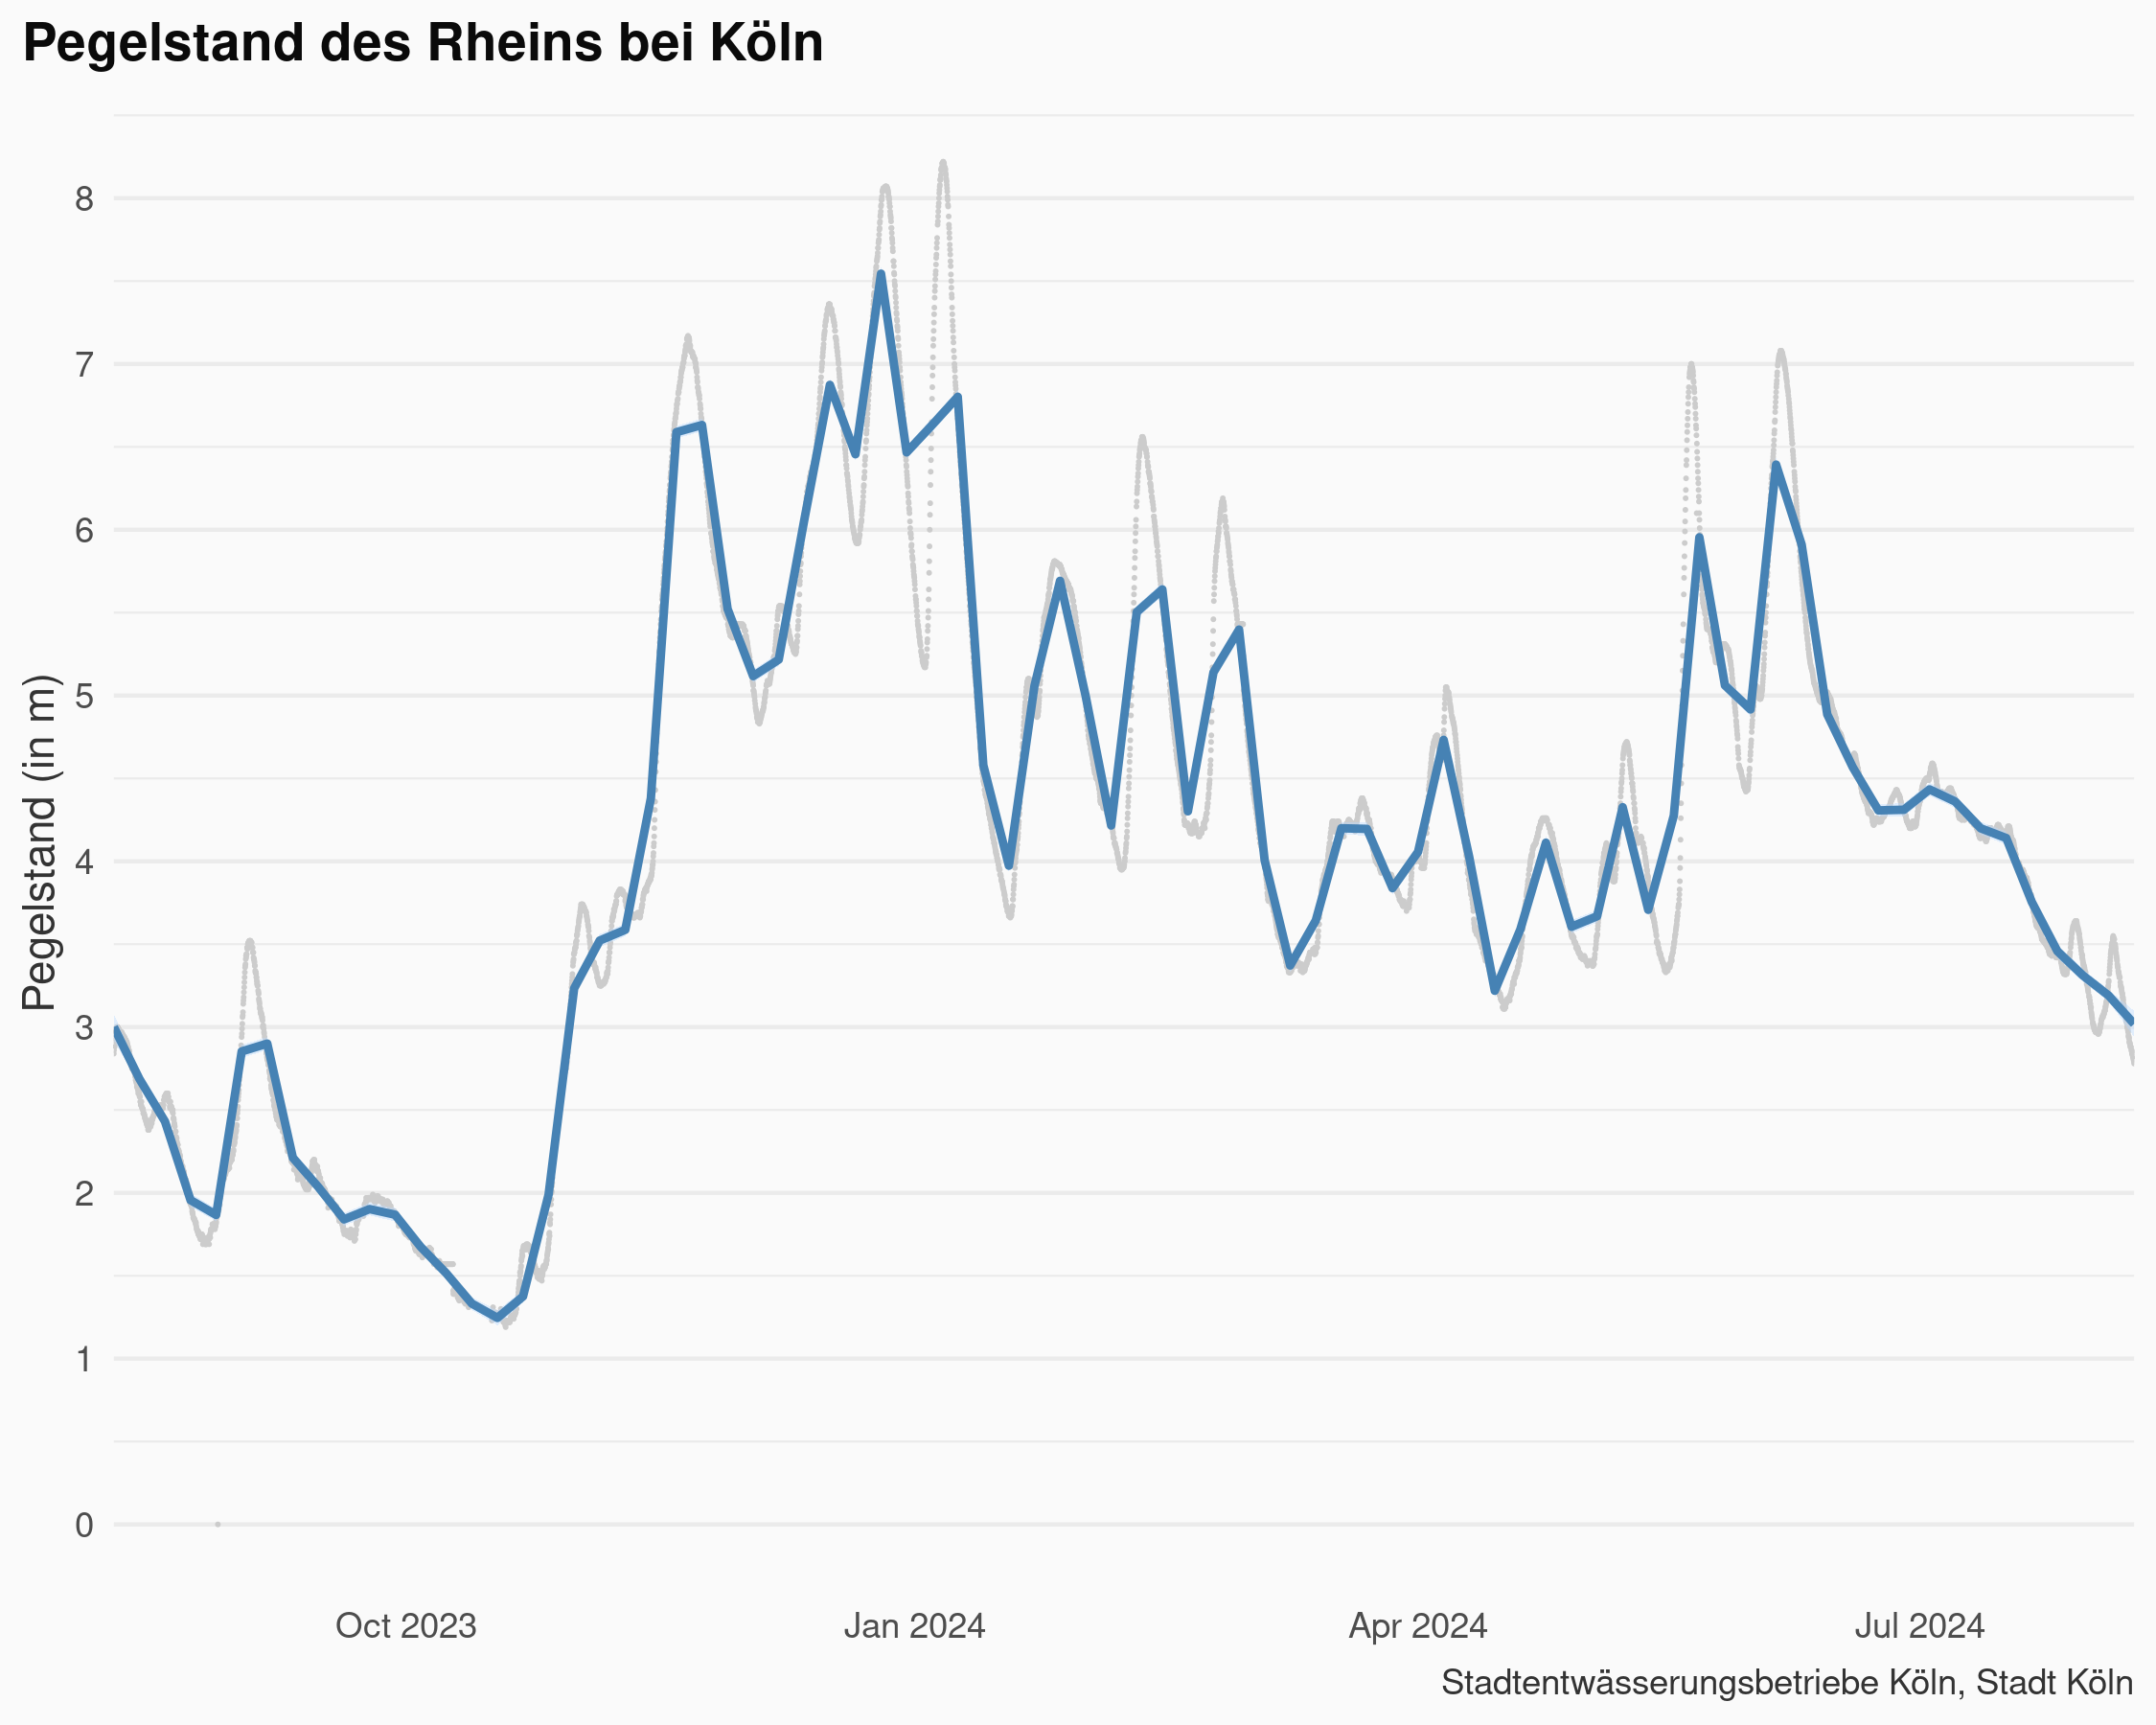 Pegelstand des Rheins bei Köln
Pegelstand (in m)
8
7
6
5
4
3
2
1
0
Oct 2023
Jan 2024
Apr 2024
Jul 2024
Stadtentwässerungsbetriebe Köln, Stadt Köln